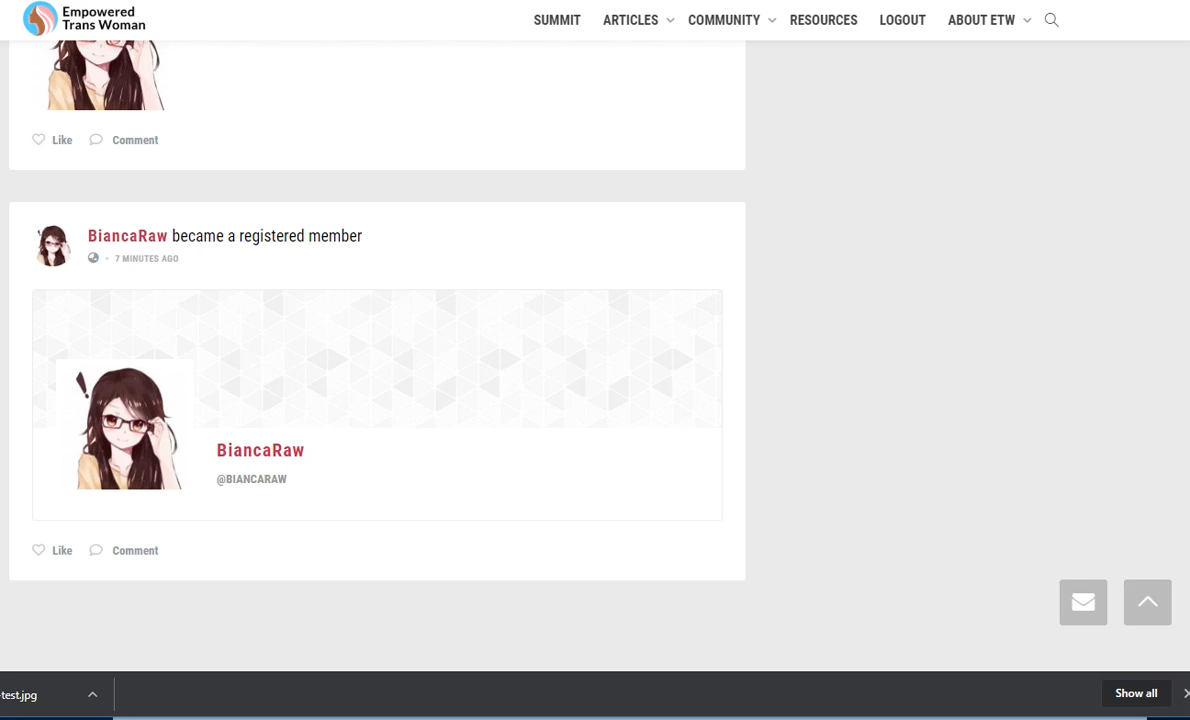 Empowered
Trans Woman
SUMMIT ARTICLES COMMUNITY RESOURCES LOGOUT ABOUT ETW
Like Comment
BiancaRaw became a registered member
7 MINUTES AGO
BiancaRaw
@BIANCARAW
Like Comment
-test.jpg
Show all